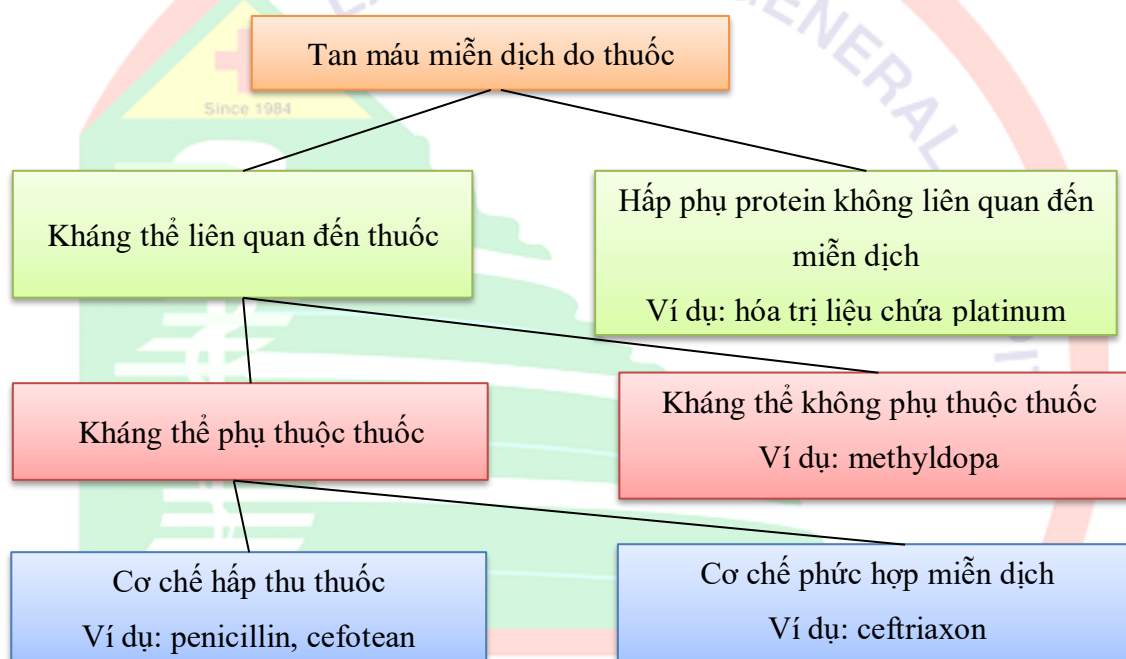 Tan máu miễn dịch do thuốc
Since 1984
GENERAL
Kháng thể liên quan đến thuốc
Hấp phụ protein không liên quan đến
miễn dịch
Ví dụ: hóa trị liệu chứa platinum
Kháng thể phụ thuộc thuốc
Kháng thể không phụ thuộc thuốc
Ví dụ: methyldopa
Cơ chế hấp thu thuốc
Ví dụ: penicillin, cefotean
Cơ chế phức hợp miễn dịch
Ví dụ: ceftriaxon